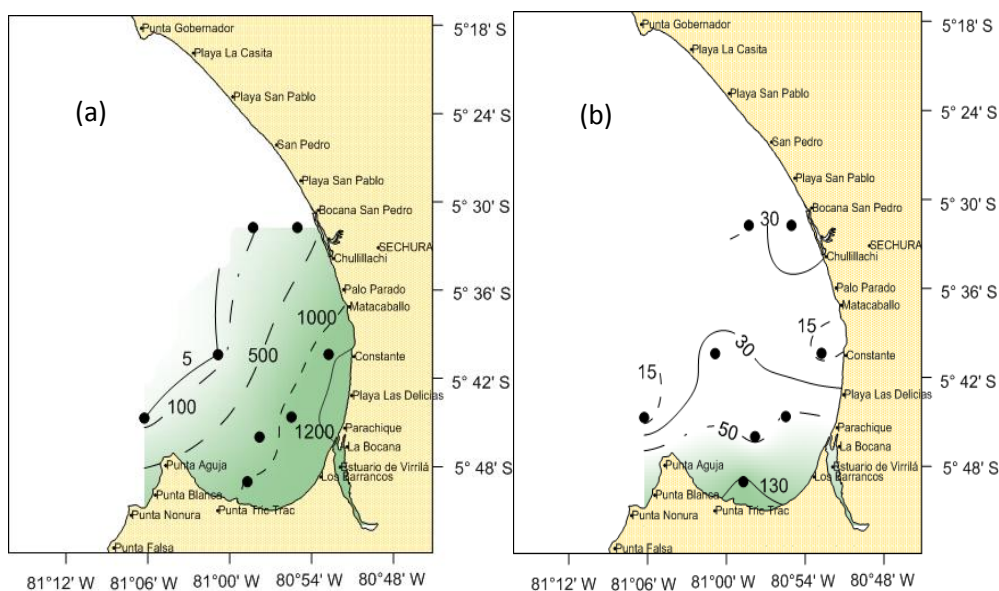 (a)
Punta Gobernador
5° 18' S
Playa La Casita
Playa San Pablo
5° 24' S
San Pedro
Playa San Pablo
5° 30' S
Bocana San Pedro
SECHURA
Chullillachi
5° 36' S
Palo Parado
Matacaballo
1000
5
500
Constante
5° 42' S
100
Playa Las Delicias
1200
Parachique
La Bocana
Punta Aguja
Estuario de Virrilá
5° 48' S
Los Barrancos
Punta Blanca
Punta Nonura
Punta Tric Trac
Punta Falsa
81°12' W 81°06' W 81°00' W 80°54' W 80°48' W
(b)
Punta Gobernador
5° 18' S
Playa La Casita
Playa San Pablo
5° 24' S
San Pedro
Playa San Pablo
5° 30' S
Bocana San Pedro
30
SECHURA
Chullillachi
5° 36' S
Palo Parado
Matacaballo
15
30
Constante
15
5° 42' S
Playa Las Delicias
50
Parachique
La Bocana
Punta Aguja
Estuario de Virrilá
5° 48' S
Los Barrancos
130
Punta Blanca
Punta Nonura
Punta Tric Trac
Punta Falsa
81°12' W 81°06' W 81°00' W 80°54' W 80°48' W